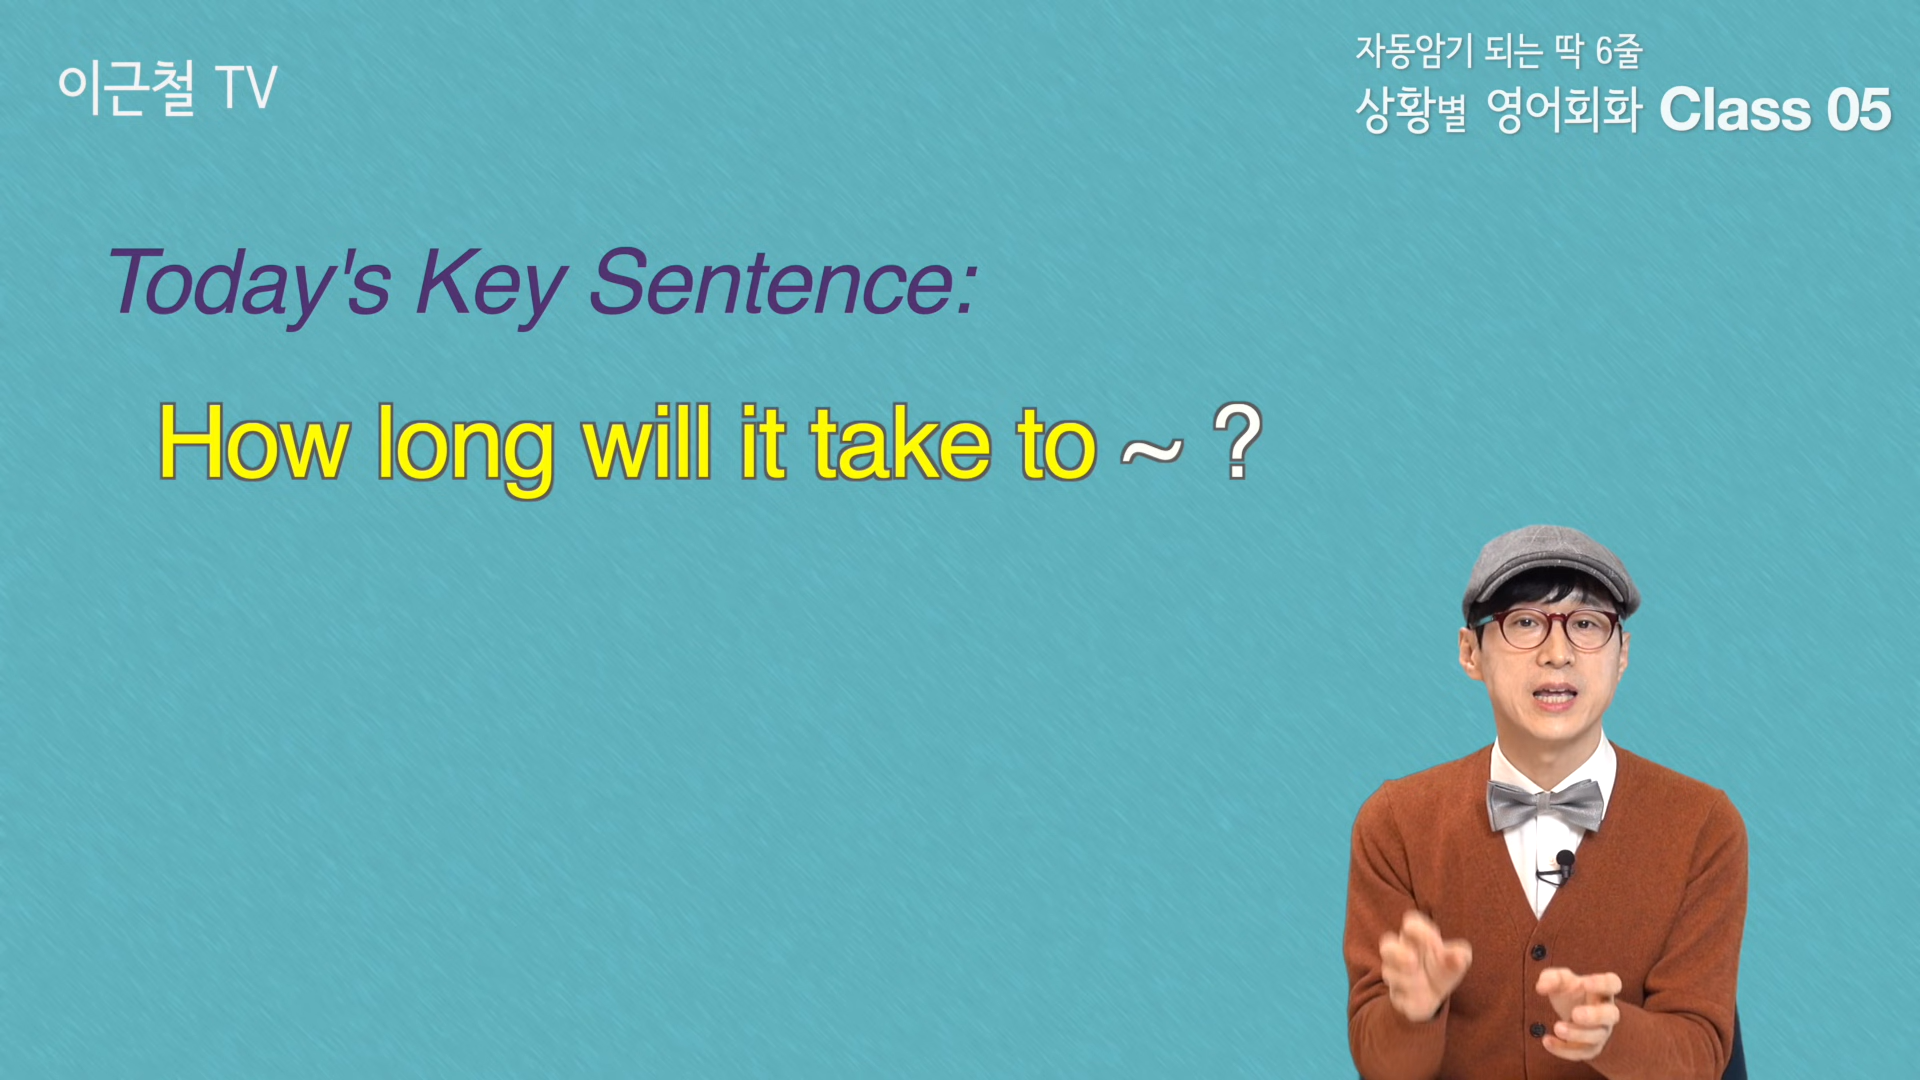 이근철 TV
자동암기 되는 딱 6줄
상황별 영어회화 Class 05
Today's Key Sentence:
How long will it take to ~ ?